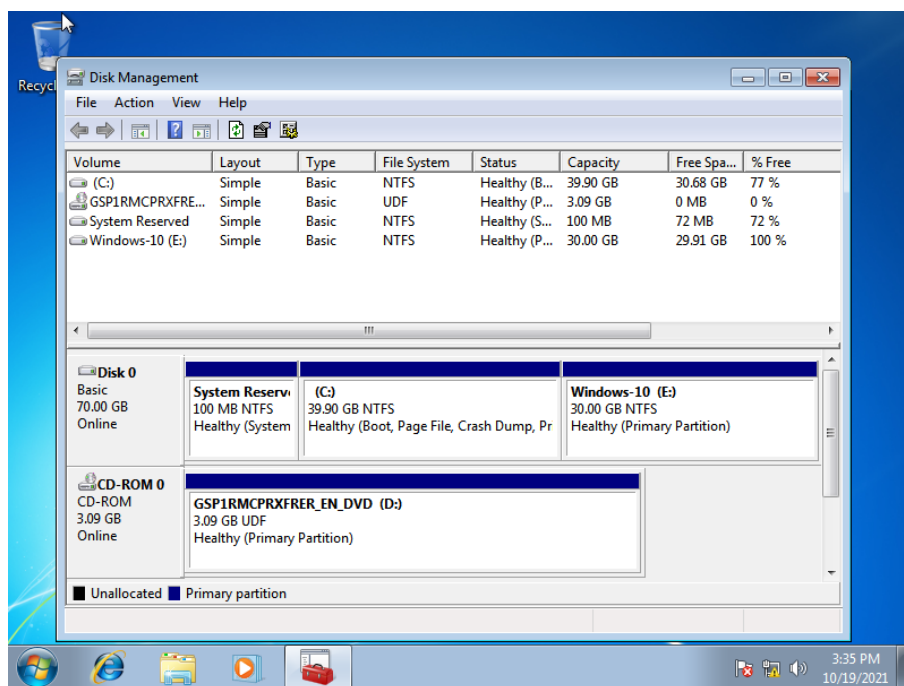 Recycl
Disk Management
File Action View Help
Volume Layout Type File System Status Capacity Free Spa... % Free
(C:) Simple Basic NTFS Healthy (B... 39.90 GB 30.68 GB 77 %
GSP1RMCPRXFRE... Simple Basic UDF Healthy (P... 3.09 GB 0 MB 0 %
System Reserved Simple Basic NTFS Healthy (S... 100 MB 72 MB 72 %
Windows-10 (E:) Simple Basic NTFS Healthy (P... 30.00 GB 29.91 GB 100 %
Disk 0
Basic
70.00 GB
Online
System Reserv
100 MB NTFS
Healthy (System
(C:)
39.90 GB NTFS
Healthy (Boot, Page File, Crash Dump, Pr
Windows-10 (E:)
30.00 GB NTFS
Healthy (Primary Partition)
CD-ROM 0
CD-ROM
3.09 GB
Online
GSP1RMCPRXFRER_EN_DVD (D:)
3.09 GB UDF
Healthy (Primary Partition)
Unallocated Primary partition
3:35 PM
10/19/2021